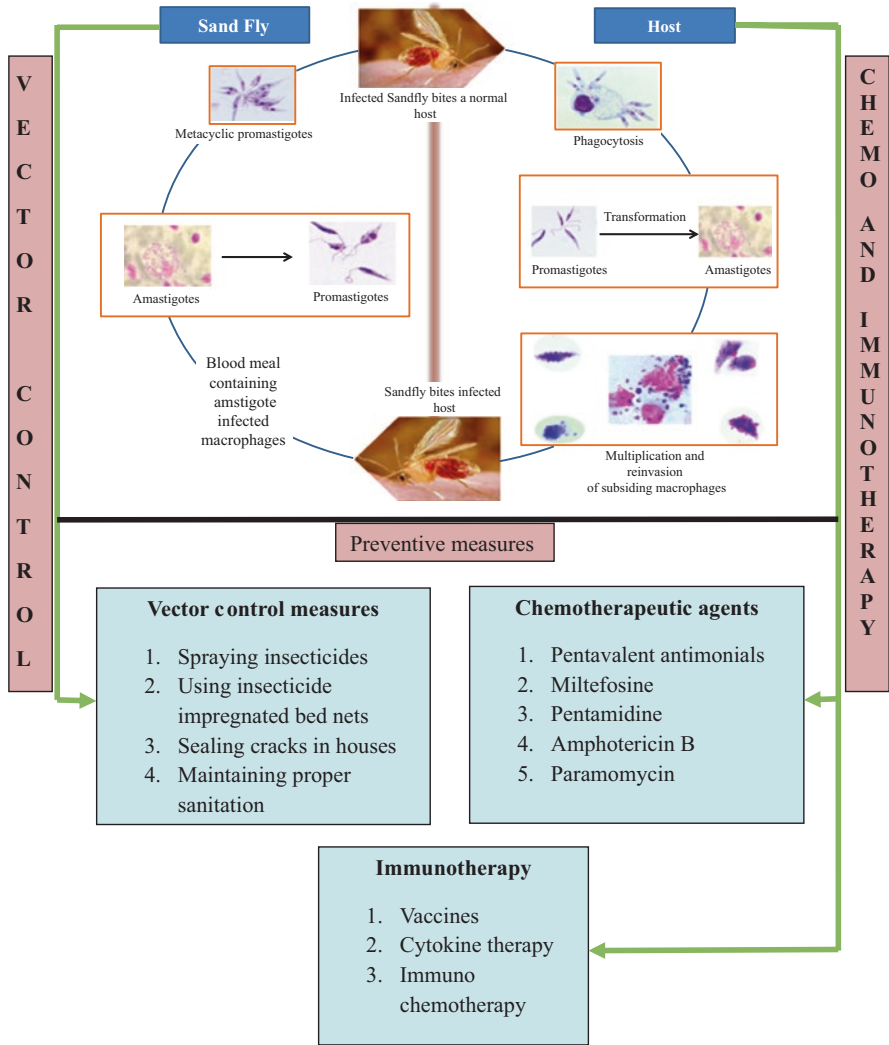 Sand Fly
Host
VECTOR CONTROL
CHEMO AND IMMUNOTHERAPY
Infected Sandfly bites a normal
host
Metacyclic promastigotes
Phagocytosis
Amastigotes
Promastigotes
Transformation
Promastigotes
Amastigotes
Blood meal
containing
amstigote
infected
macrophages
Sandfly bites infected
host
Multiplication and
reinvasion
of subsiding macrophages
Preventive measures
Vector control measures
1. Spraying insecticides
2. Using insecticide
impregnated bed nets
3. Sealing cracks in houses
4. Maintaining proper
sanitation
Chemotherapeutic agents
1. Pentavalent antimonials
2. Miltefosine
3. Pentamidine
4. Amphotericin B
5. Paramomycin
Immunotherapy
1. Vaccines
2. Cytokine therapy
3. Immuno
chemotherapy